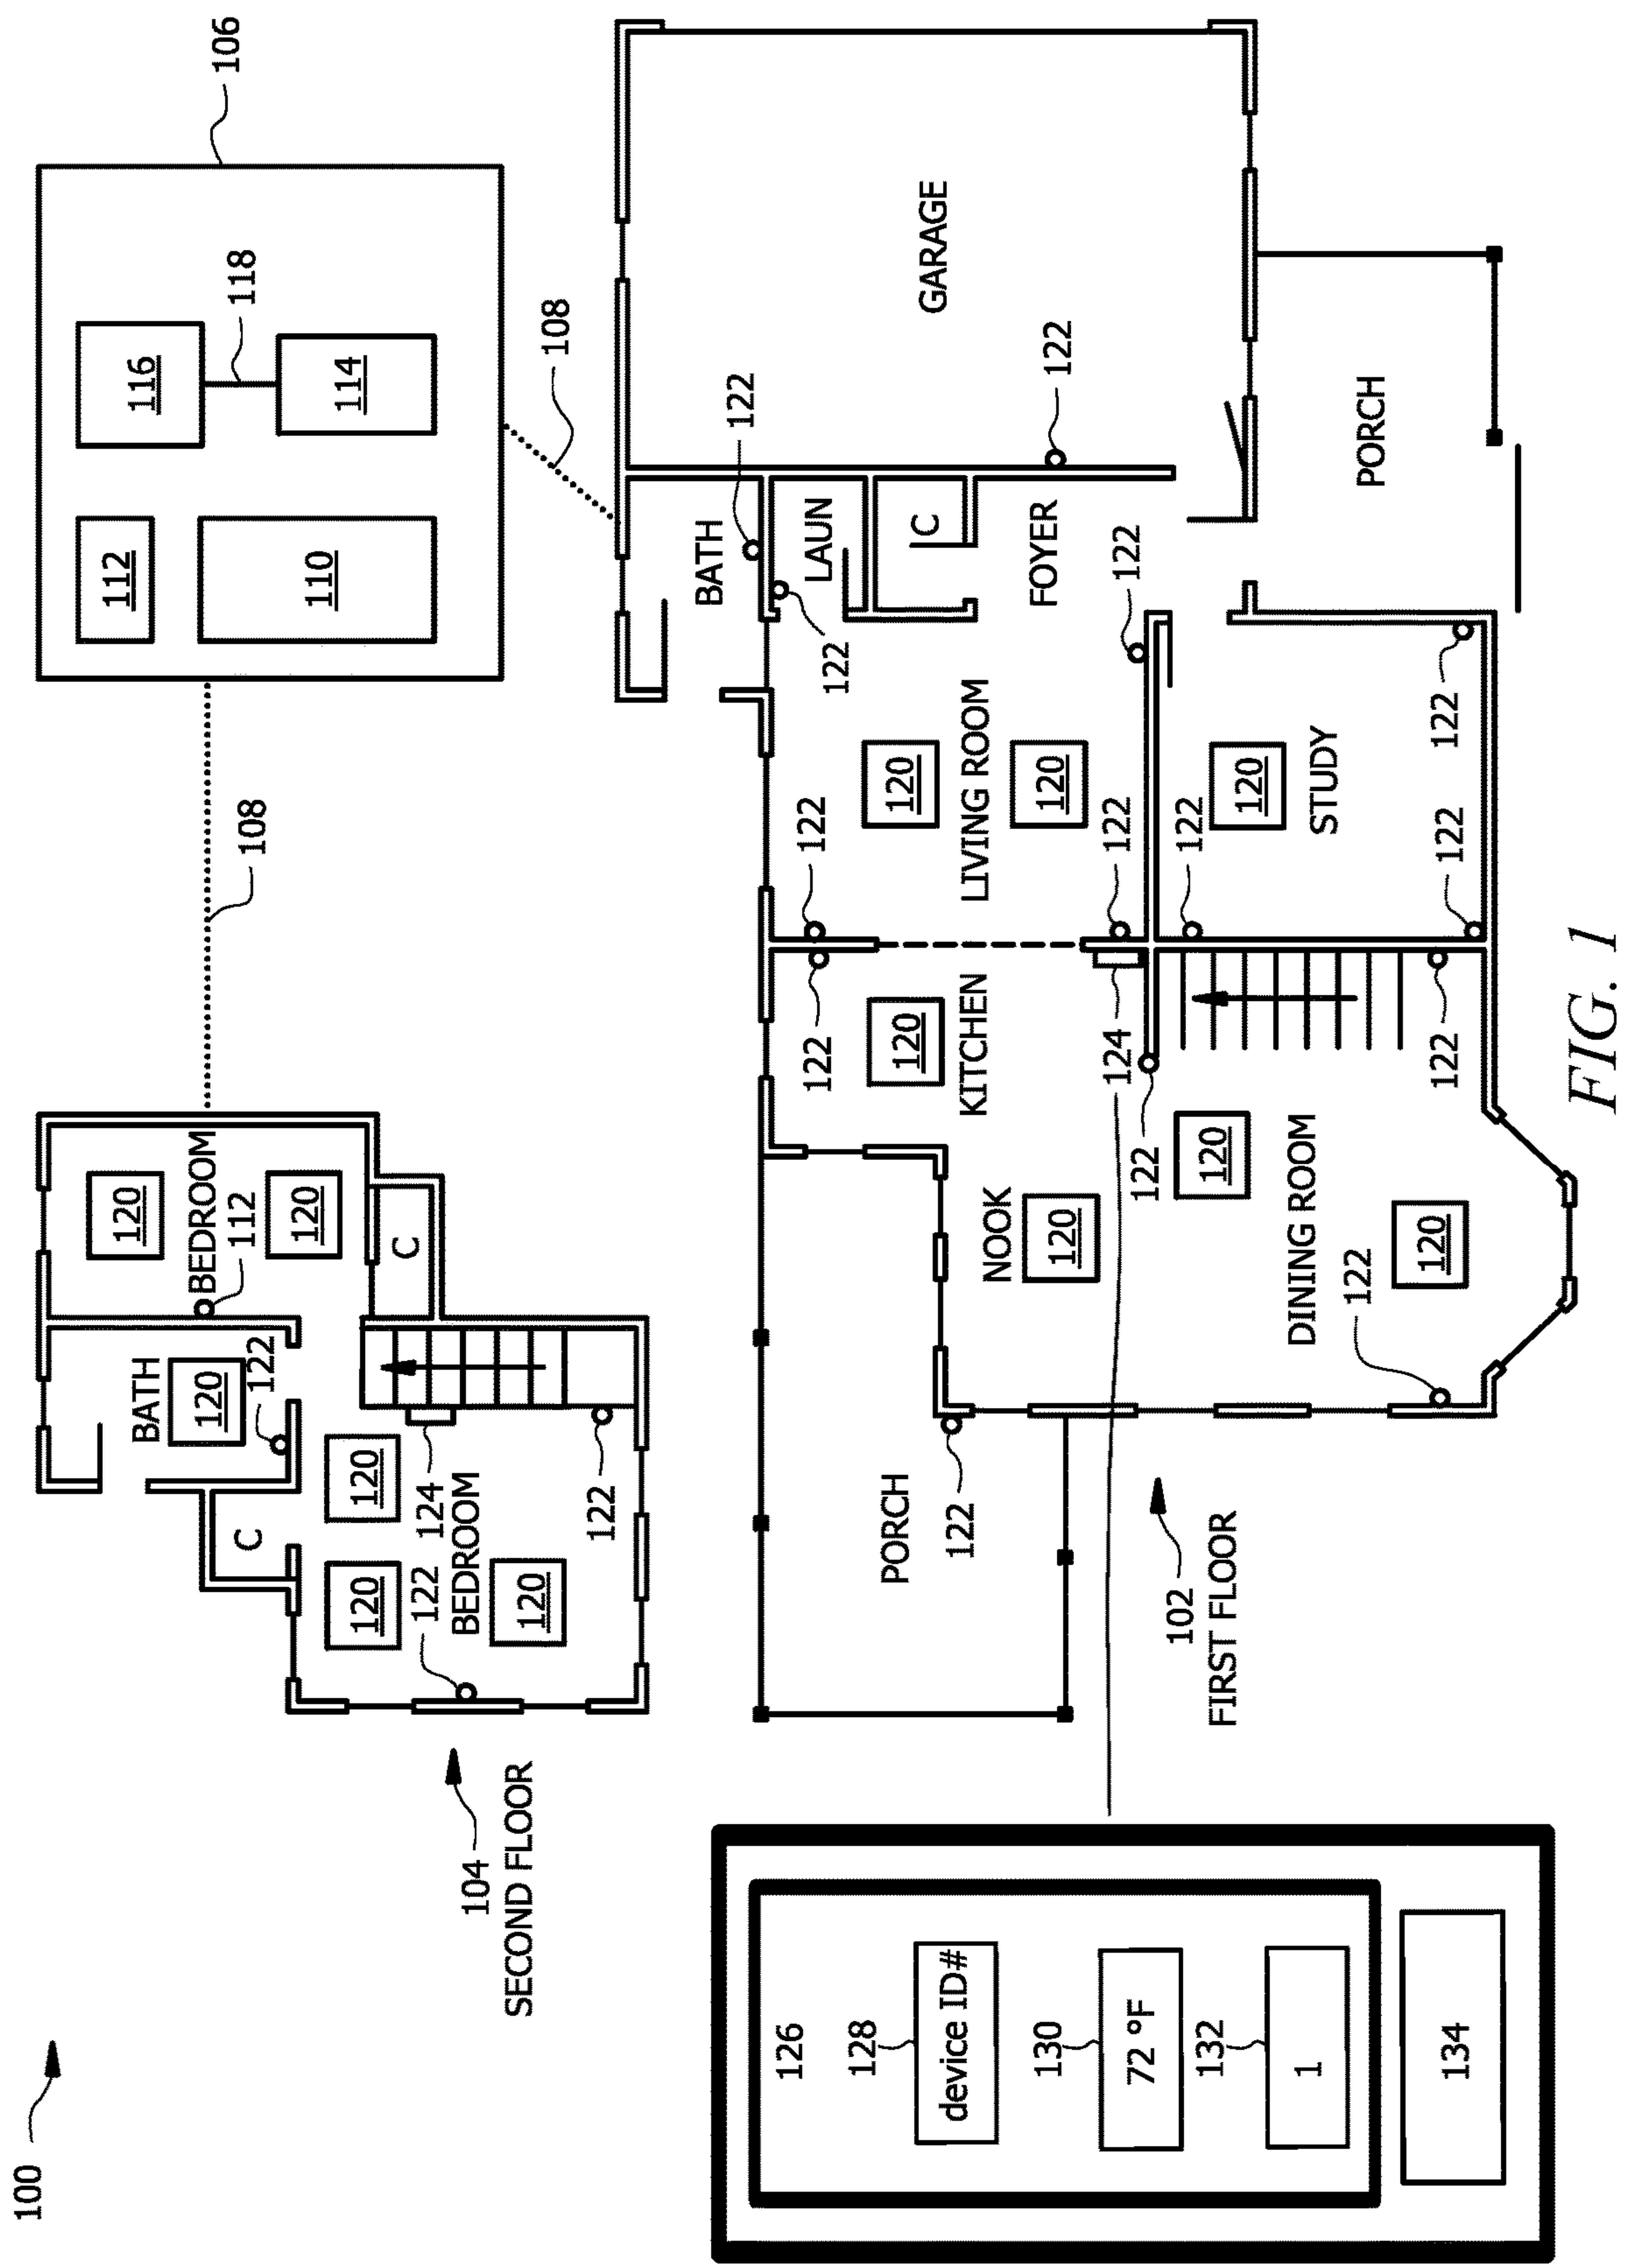 100
106
116
118
114
112
110
108
120
BEDROOM
112
120
C
BATH
120
122
C
120
120
124
122
BEDROOM
120
122
104
SECOND FLOOR
108
GARAGE
BATH
122
LAUN
122
C
FOYER
122
122
PORCH
122
120
LIVING ROOM
120
122
122
120
STUDY
122
122
122
120
KITCHEN
124
122
122
NOOK
120
120
DINING ROOM
122
120
PORCH
122
102
FIRST FLOOR
126
128
device ID#
130
72 °F
132
1
134
FIG. 1